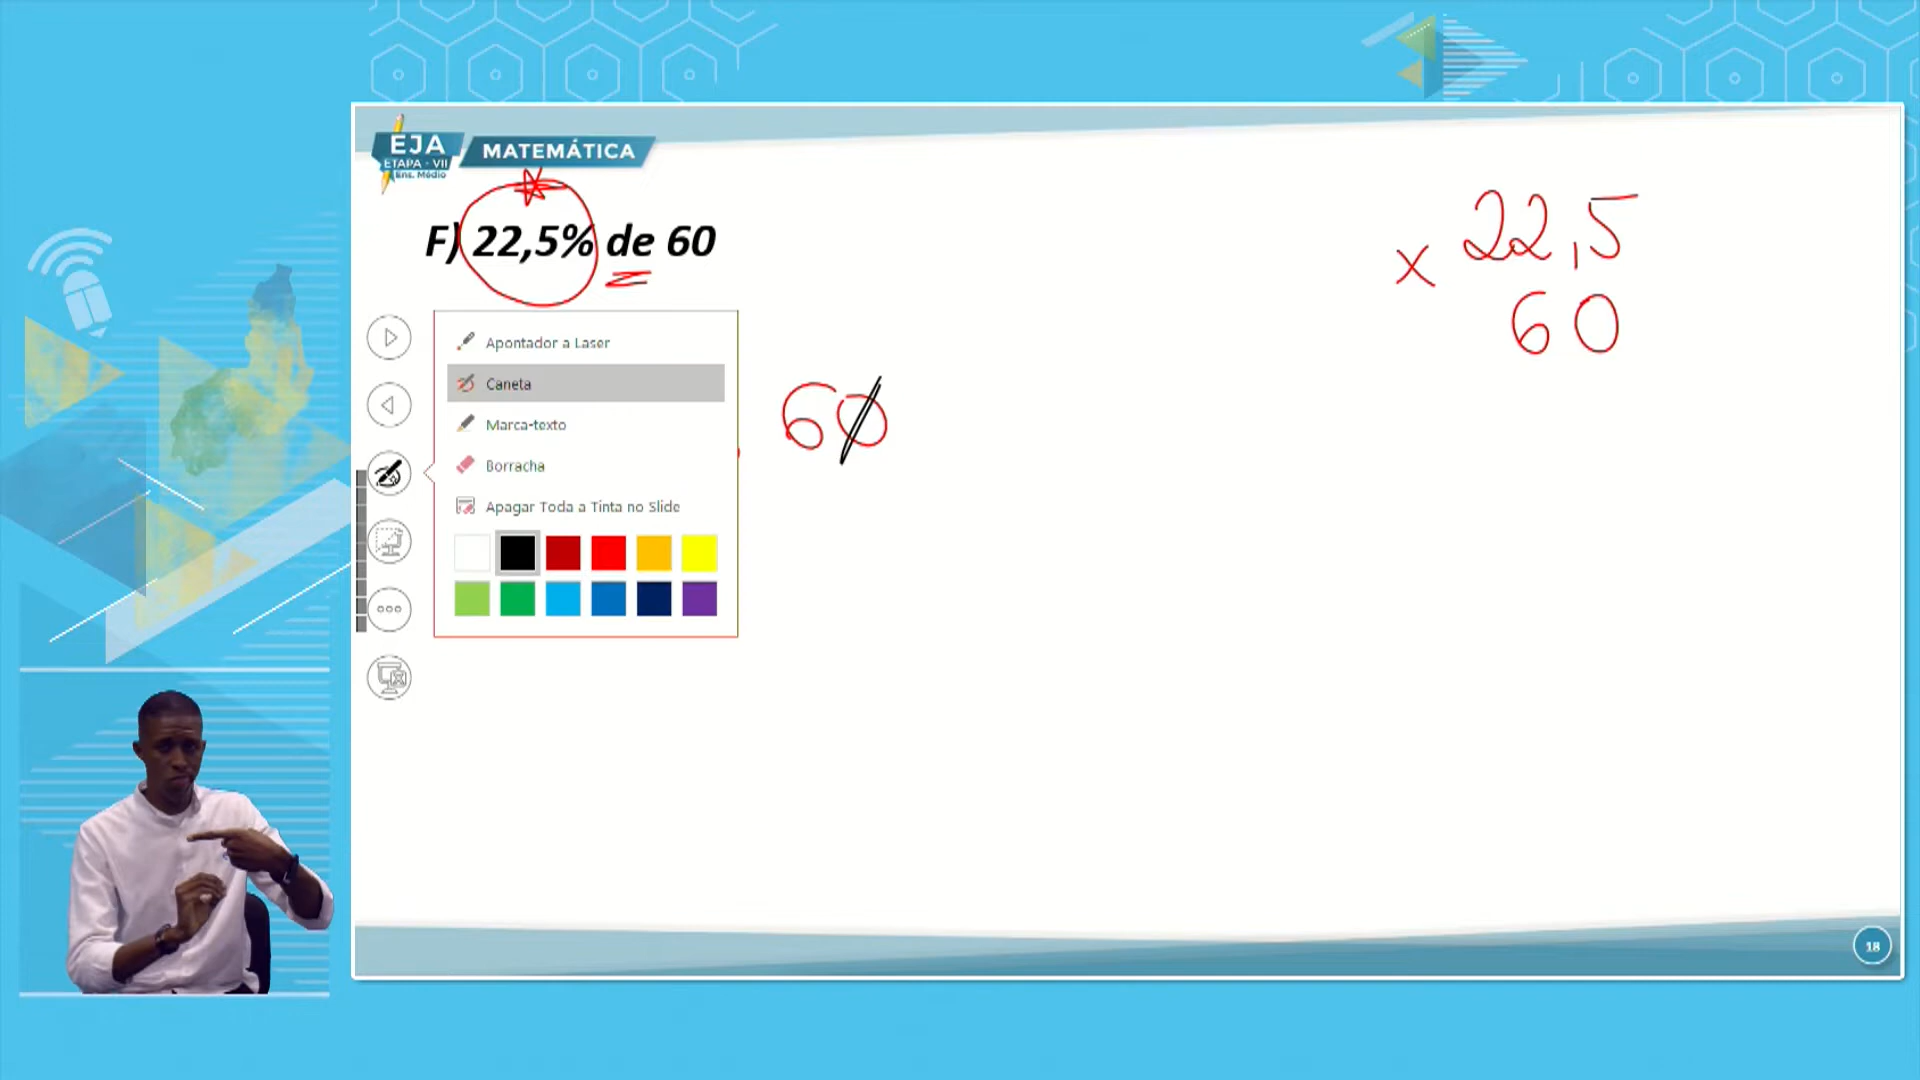 EJA
ETAPA - VII
Ens. Médio
MATEMÁTICA
F) 22,5% de 60
22,5
x
60
60
Apontador a Laser
Caneta
Marca-texto
Borracha
Apagar Toda a Tinta no Slide
18